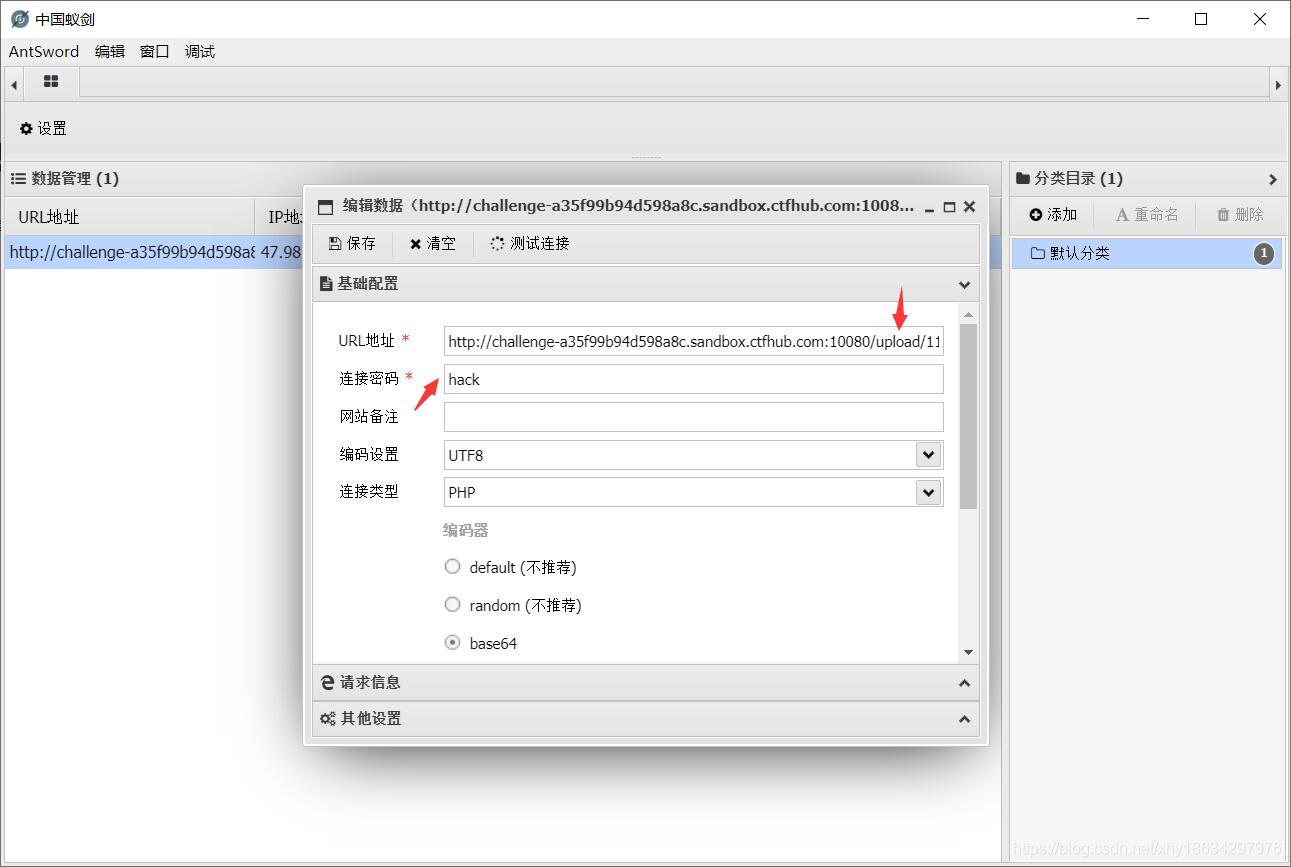 中国蚁剑
AntSword 编辑 窗口 调试
设置
数据管理 (1)
分类目录 (1)
URL地址 IP地
添加 重命名 删除
http://challenge-a35f99b94d598a8 47.98
默认分类 1
编辑数据（http://challenge-a35f99b94d598a8c.sandbox.ctfhub.com:1008...
保存 清空 测试连接
基础配置
URL地址 * http://challenge-a35f99b94d598a8c.sandbox.ctfhub.com:10080/upload/11
连接密码 * hack
网站备注
编码设置 UTF8
连接类型 PHP
编码器
default (不推荐)
random (不推荐)
base64
请求信息
其他设置
https://blog.csdn.net/xhy18634297976